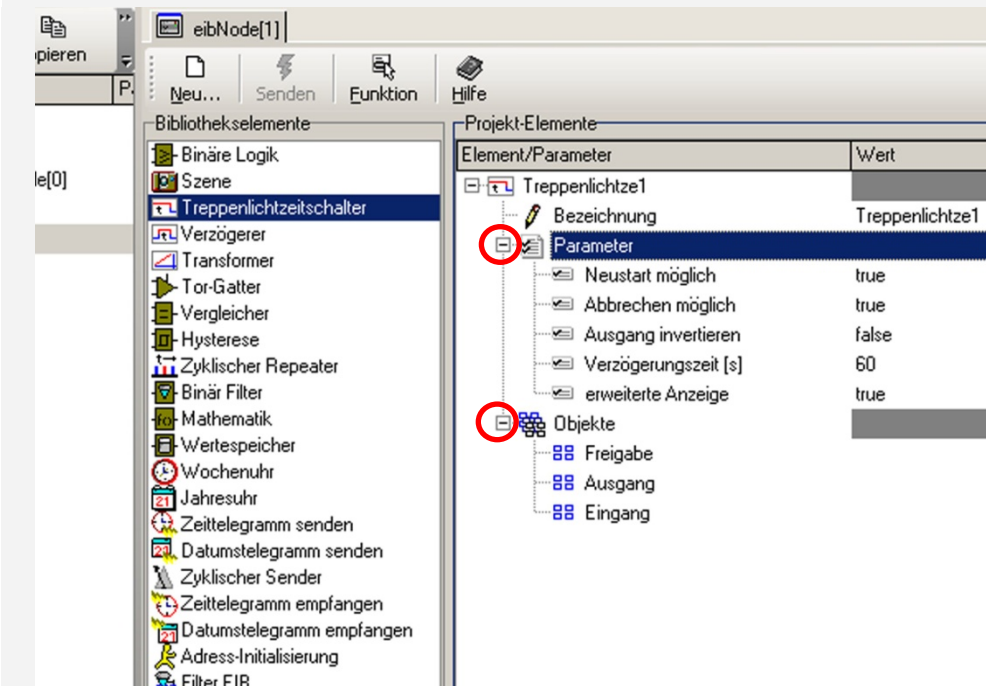 eibNode[1]
pieren
P.
Neu... Senden Funktion Hilfe
Bibliothekselemente
Projekt-Elemente
Element/Parameter Wert
de[0]
Binäre Logik
Szene
Treppenlichtzeitschalter
Verzögerer
Transformer
Tor-Gatter
Vergleicher
Hysterese
Zyklischer Repeater
Binär Filter
Mathematik
Wertespeicher
Wochenuhr
Jahresuhr
Zeittelegramm senden
Datumstelegramm senden
Zyklischer Sender
Zeittelegramm empfangen
Datumstelegramm empfangen
Adress-Initialisierung
Filter EIB
Treppenlichtze1
Bezeichnung Treppenlichtze1
Parameter
Neustart möglich true
Abbrechen möglich true
Ausgang invertieren false
Verzögerungszeit [s] 60
erweiterte Anzeige true
Objekte
Freigabe
Ausgang
Eingang